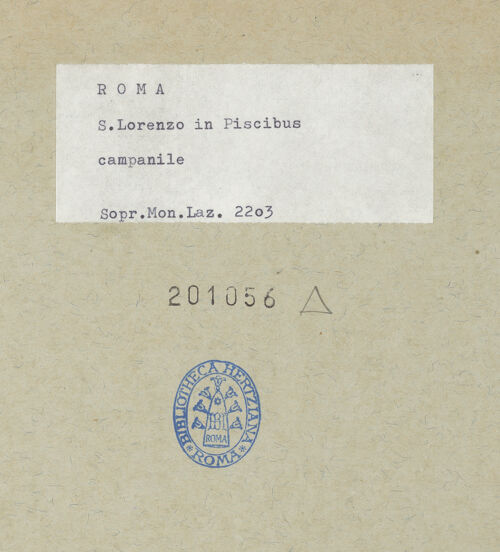 R O M A
S.Lorenzo in Piscibus
campanile
Sopr.Mon.Laz. 22o3
201056
BIBLIOTHECA HERTZIANA
ROMA
ROMA